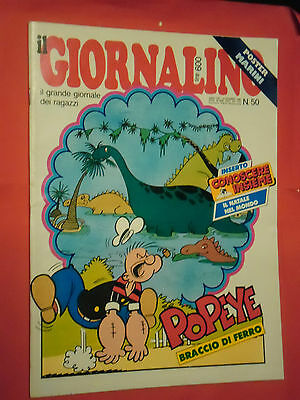 il
GIORNALINO
il grande giornale
dei ragazzi
600
N. 50
POSTER
MARINI
INSERTO
CONOSCERE
INSIEME
IL NATALE
NEL MONDO
POPEYE
BRACCIO DI FERRO